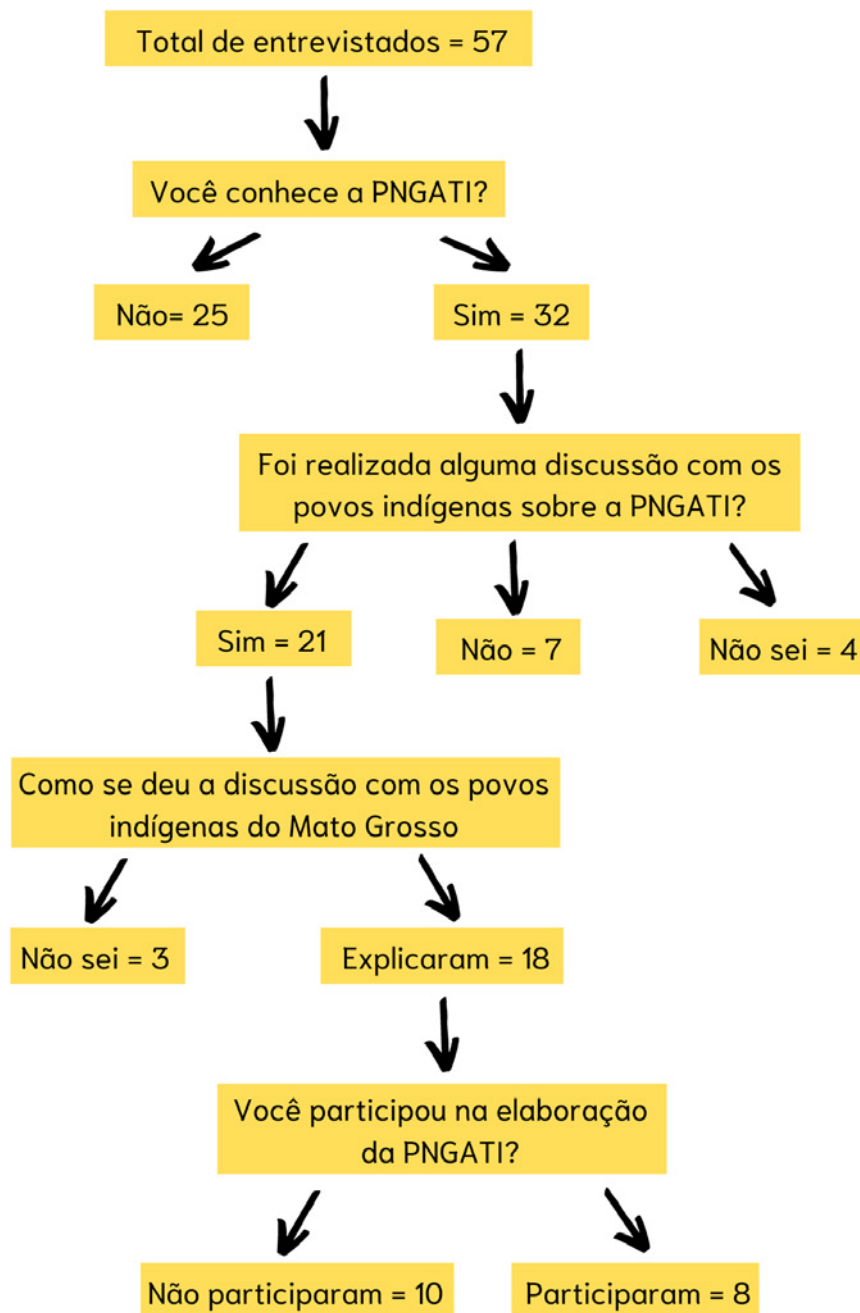 Total de entrevistados = 57
Você conhece a PNGATI?
Não= 25
Sim = 32
Foi realizada alguma discussão com os
povos indígenas sobre a PNGATI?
Sim = 21
Não = 7
Não sei = 4
Como se deu a discussão com os povos
indígenas do Mato Grosso
Não sei = 3
Explicaram = 18
Você participou na elaboração
da PNGATI?
Não participaram = 10
Participaram = 8